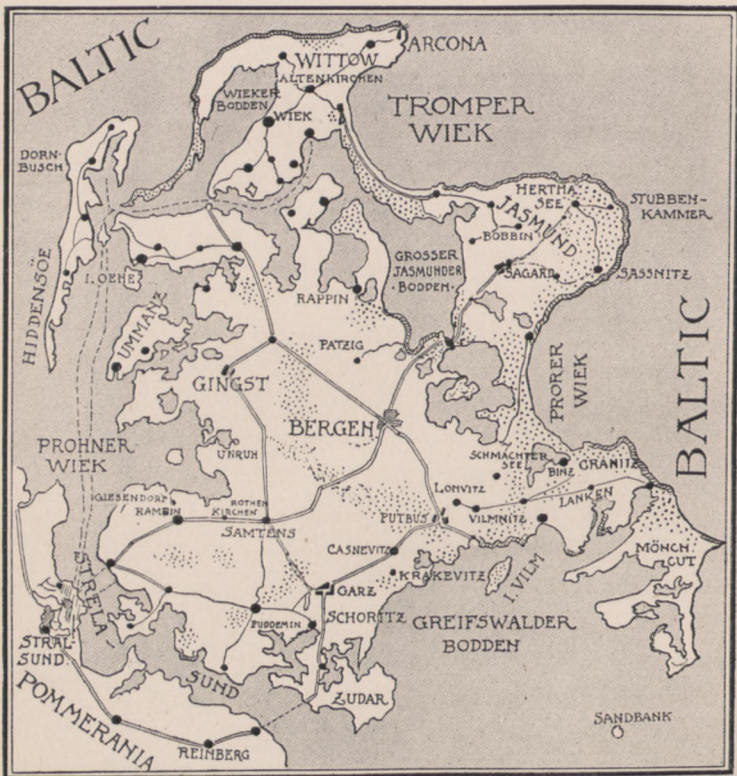 BALTIC
ARCONA
WITTOW
ALTENKIRCHEN
WIEKER
BODDEN
WIEK
TROMPER
WIEK
DORN-
BUSCH
HERTHA
SEE
STUBBEN-
KAMMER
JASMUND
BOBBIN
GROSSER
JASMUNDER
BODDEN.
SAGARD
SASSNITZ
I. OEHE
HIDDENSOE
RAPPIN
UMMANZ
PATZIG
GINGST
PRORER
WIEK
BALTIC
BERGEN
PROHNER
WIEK
UNRUH
SCHMACHTER
SEE
BINZ
GRANITZ
GIESENDORF
RAMBIN
ROTHEN
KIRCHEN
SAMTENS
LONVITZ
LANKEN
PUTBUS
VILMNITZ
CASNEVITZ
MÖNCH
GUT
STRELA
KRAKEVITZ
I. VILM
GARZ
PUDDEMIN
SCHORITZ
GREIFSWALDER
BODDEN
STRAL-
SUND.
SUND
ZUDAR
POMMERANIA
REINBERG
SANDBANK